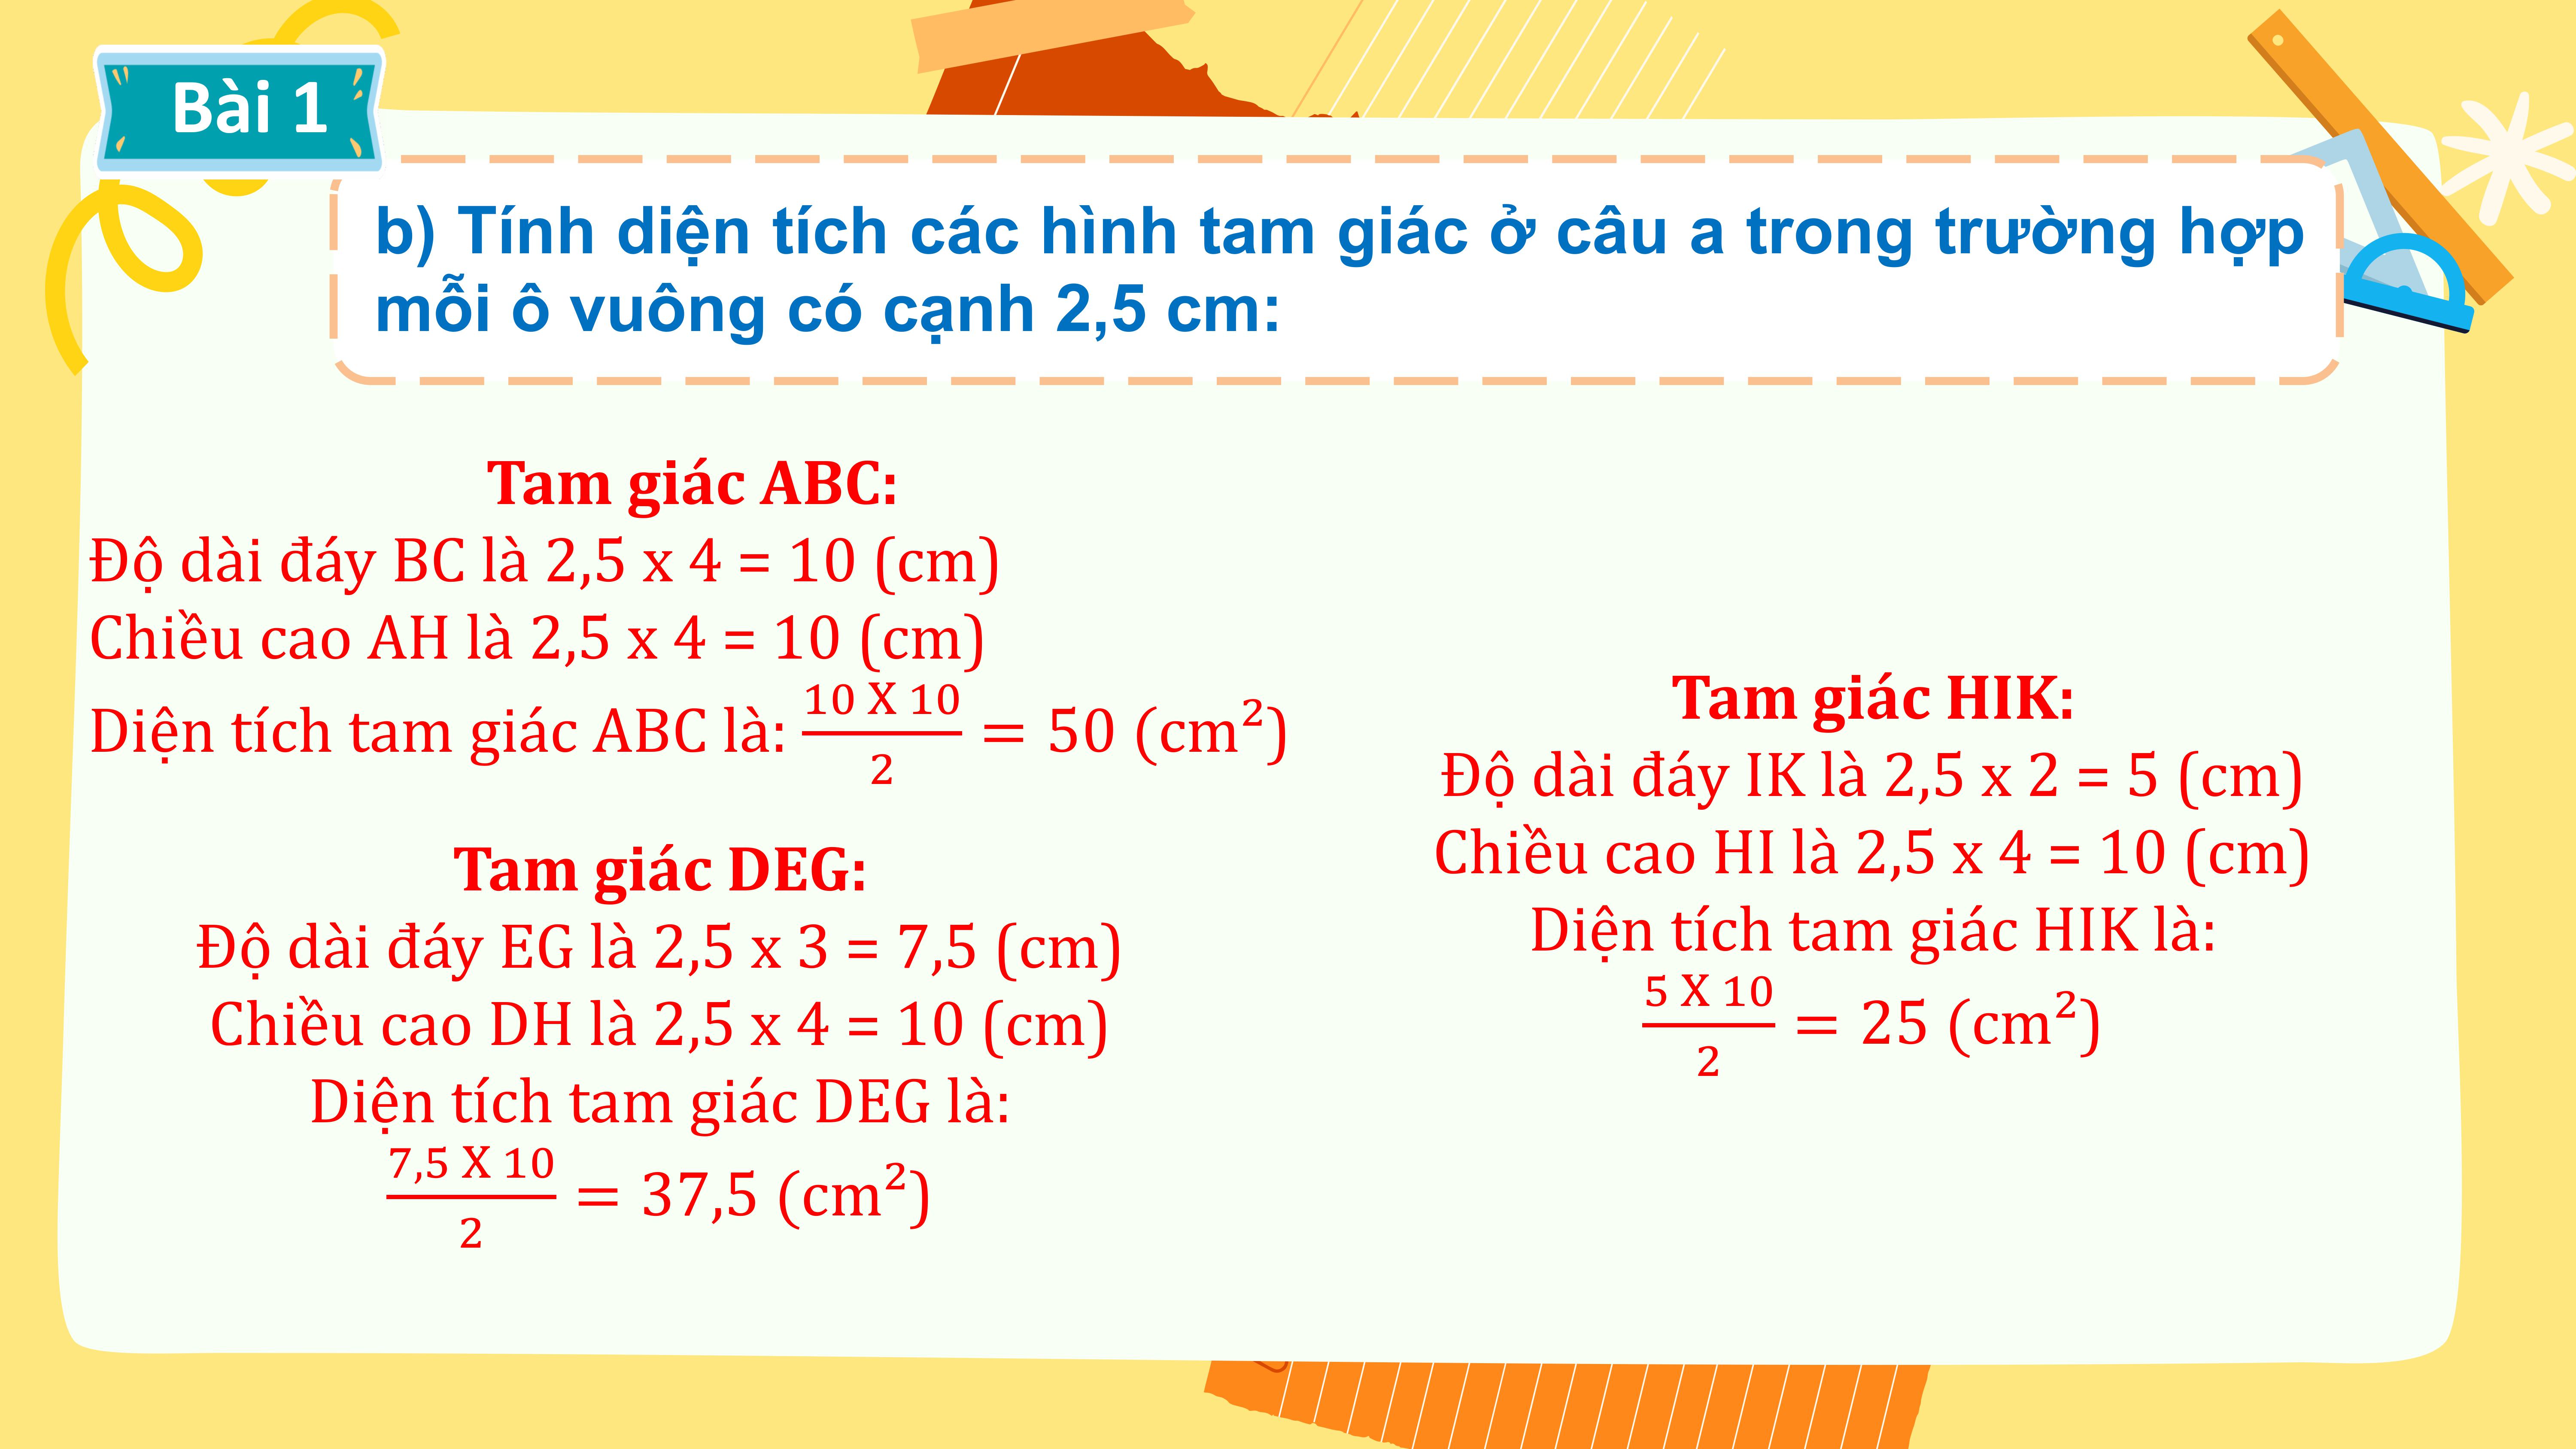 Bài 1
b) Tính diện tích các hình tam giác ở câu a trong trường hợp
mỗi ô vuông có cạnh 2,5 cm:
Tam giác ABC:
Độ dài đáy BC là 2,5 x 4 = 10 (cm)
Chiều cao AH là 2,5 x 4 = 10 (cm)
Diện tích tam giác ABC là: \frac{10 X 10}{2} = 50 (cm²)
Tam giác DEG:
Độ dài đáy EG là 2,5 x 3 = 7,5 (cm)
Chiều cao DH là 2,5 x 4 = 10 (cm)
Diện tích tam giác DEG là:
\frac{7,5 X 10}{2} = 37,5 (cm²)
Tam giác HIK:
Độ dài đáy IK là 2,5 x 2 = 5 (cm)
Chiều cao HI là 2,5 x 4 = 10 (cm)
Diện tích tam giác HIK là:
\frac{5 X 10}{2} = 25 (cm²)